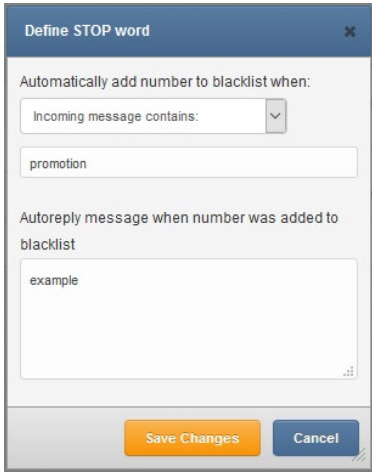 Define STOP word
Automatically add number to blacklist when:
Incoming message contains:
promotion
Autoreply message when number was added to
blacklist
example
Save Changes
Cancel